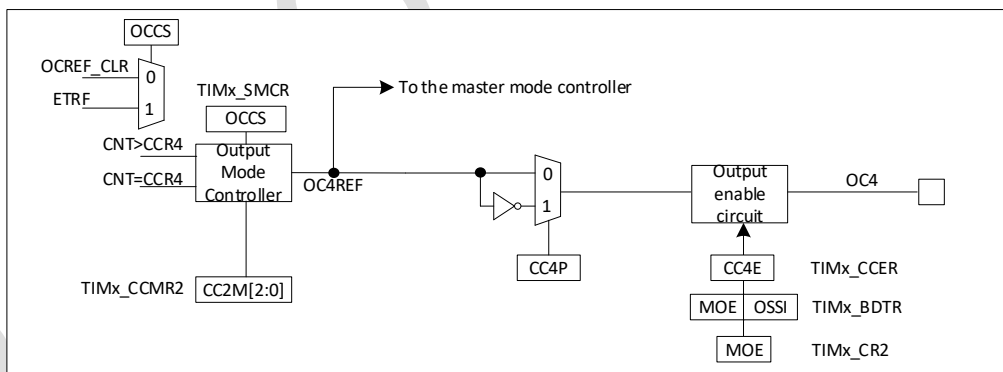 OCCS
OCREF_CLR
0
ETRF
1
TIMx_SMCR
To the master mode controller
OCCS
CNT>CCR4
CNT=CCR4
Output
Mode
Controller
OC4REF
0
1
Output
enable
circuit
OC4
CC4P
CC4E
TIMx_CCER
TIMx_CCMR2
CC2M[2:0]
MOE
OSSI
TIMx_BDTR
MOE
TIMx_CR2